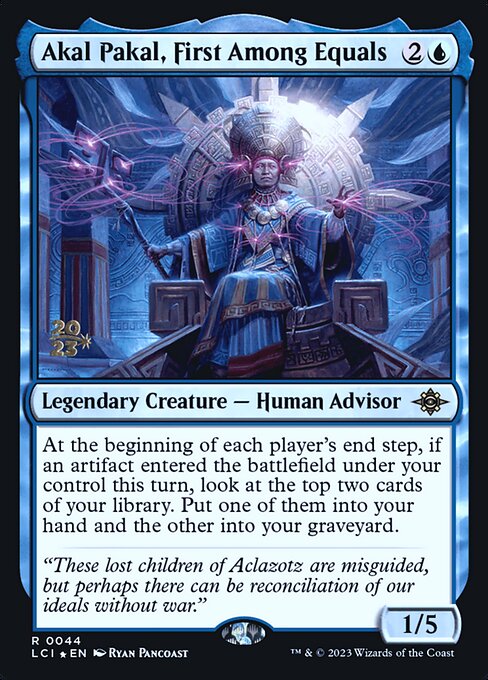 Akal Pakal, First Among Equals 2
20
23
Legendary Creature — Human Advisor
At the beginning of each player's end step, if
an artifact entered the battlefield under your
control this turn, look at the top two cards
of your library. Put one of them into your
hand and the other into your graveyard.
“These lost children of Aclazotz are misguided,
but perhaps there can be reconciliation of our
ideals without war.”
1/5
R 0044
LCI ★ EN RYAN PANCOAST
™ & © 2023 Wizards of the Coast